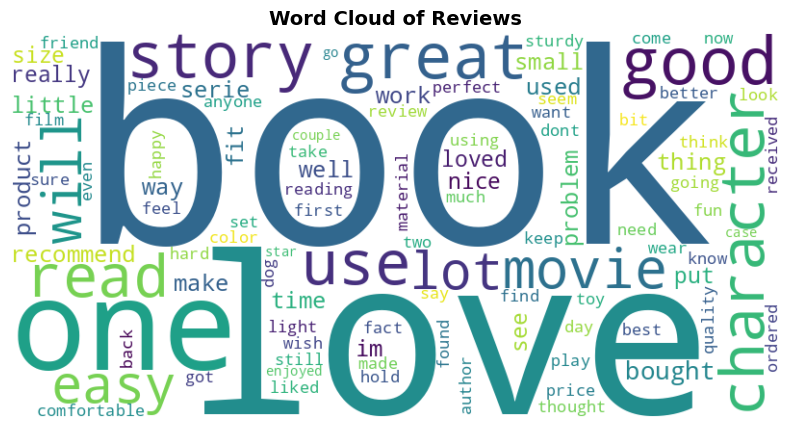 Word Cloud of Reviews
book
love
one
story
great
good
will
character
read
use
lot
movie
easy
friend
size
really
little
film
product
sure
even
piece
serie
anyone
go
work
review
perfect
sturdy
small
used
seem
want
dont
come
now
better
look
bit
think
thing
going
fun
received
happy
way
feel
fit
couple
take
well
reading
first
material
using
loved
nice
much
problem
need
case
set
color
two
keep
wear
know
recommend
hard
star
dog
make
time
say
find
toy
put
quality
ordered
light
wish
still
enjoyed
liked
fact
im
made
hold
found
author
see
day
play
price
thought
best
bought
back
got
comfortable